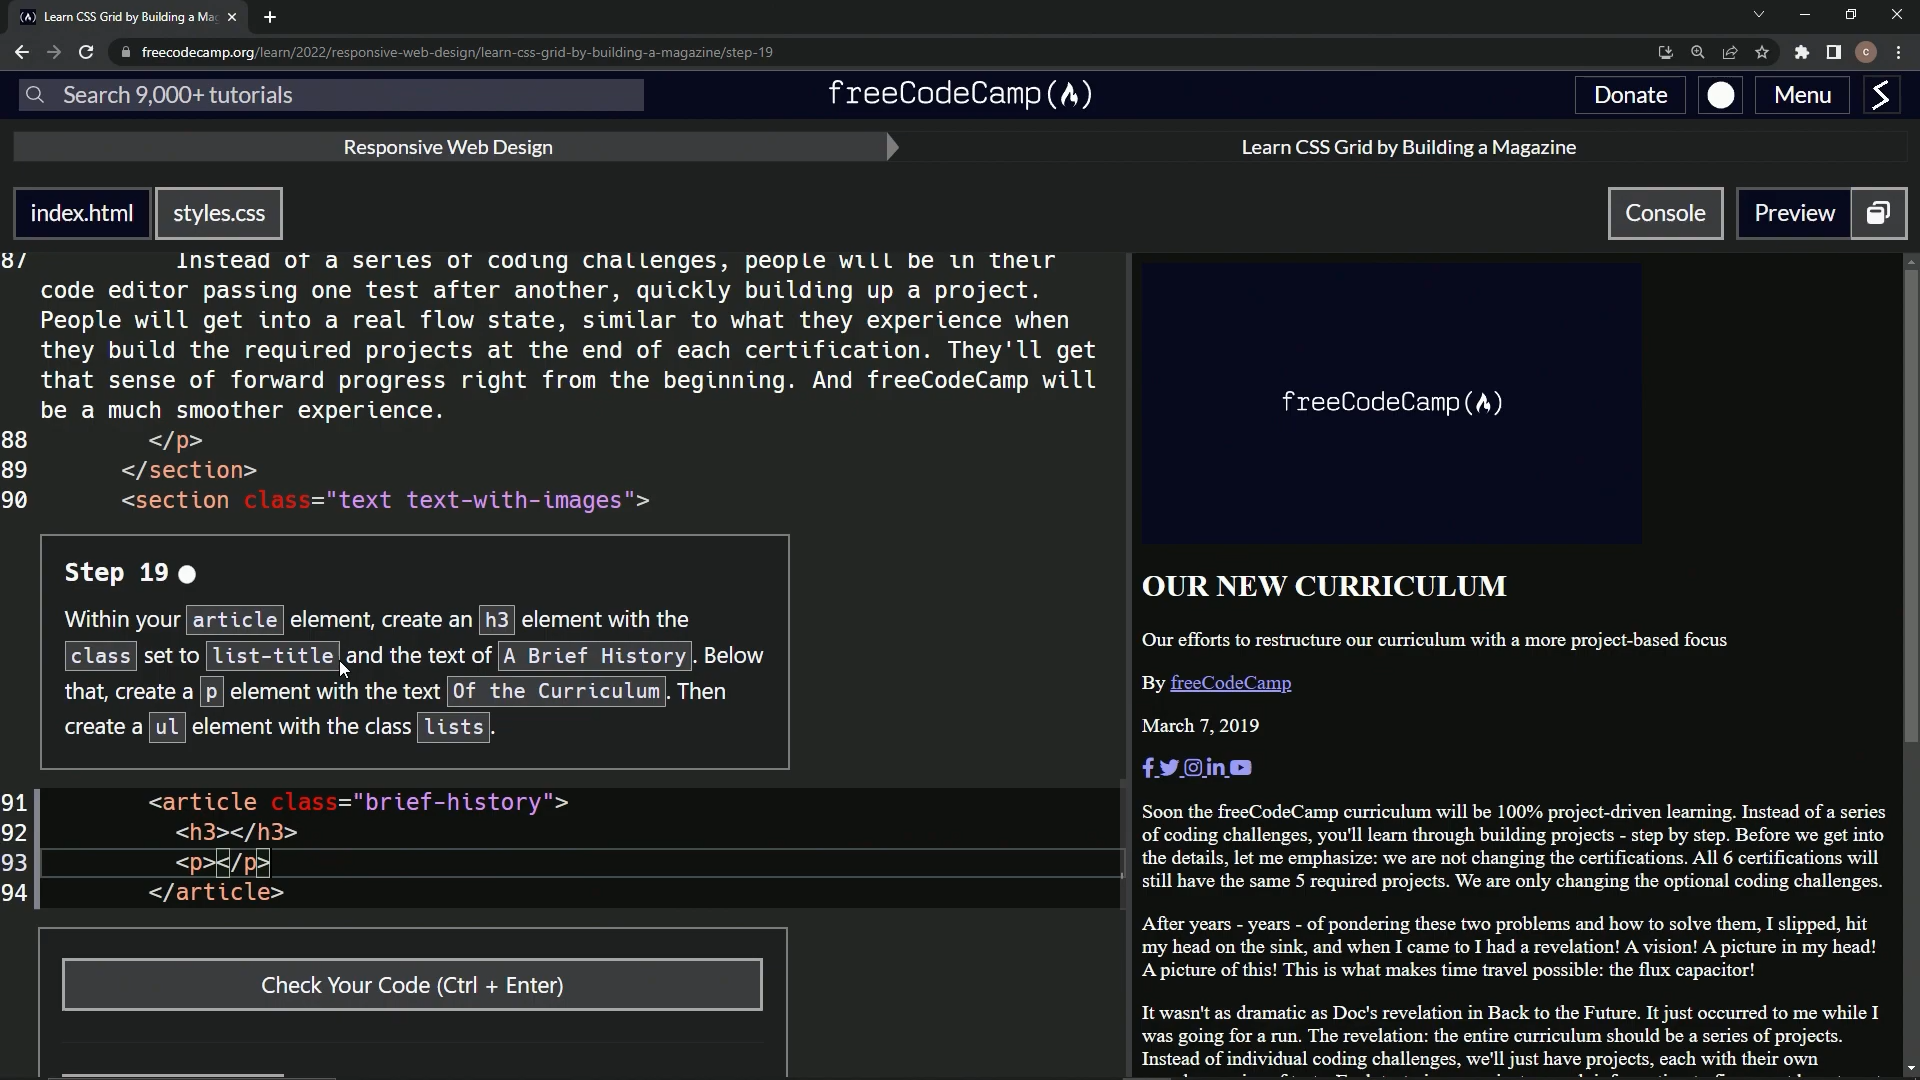 Learn CSS Grid by Building a Ma
freecodecamp.org/learn/2022/responsive-web-design/learn-css-grid-by-building-a-magazine/step-19
C
Search 9,000+ tutorials
freeCodeCamp
Donate
Menu
Responsive Web Design
Learn CSS Grid by Building a Magazine
index.html
styles.css
Console
Preview
87 Instead of a series of coding challenges, people will be in their
code editor passing one test after another, quickly building up a project.
People will get into a real flow state, similar to what they experience when
they build the required projects at the end of each certification. They'll get
that sense of forward progress right from the beginning. And freeCodeCamp will
be a much smoother experience.
88 </p>
89 </section>
90 <section class="text text-with-images">
Step 19
Within your article element, create an h3 element with the
class set to list-title and the text of A Brief History. Below
that, create a p element with the text Of the Curriculum. Then
create a ul element with the class lists.
91 <article class="brief-history">
92 <h3></h3>
93 <p></p>
94 </article>
Check Your Code (Ctrl + Enter)
freeCodeCamp
OUR NEW CURRICULUM
Our efforts to restructure our curriculum with a more project-based focus
By freeCodeCamp
March 7, 2019
Soon the freeCodeCamp curriculum will be 100% project-driven learning. Instead of a series
of coding challenges, you'll learn through building projects - step by step. Before we get into
the details, let me emphasize: we are not changing the certifications. All 6 certifications will
still have the same 5 required projects. We are only changing the optional coding challenges.
After years - years - of pondering these two problems and how to solve them, I slipped, hit
my head on the sink, and when I came to I had a revelation! A vision! A picture in my head!
A picture of this! This is what makes time travel possible: the flux capacitor!
It wasn't as dramatic as Doc's revelation in Back to the Future. It just occurred to me while I
was going for a run. The revelation: the entire curriculum should be a series of projects.
Instead of individual coding challenges, we'll just have projects, each with their own